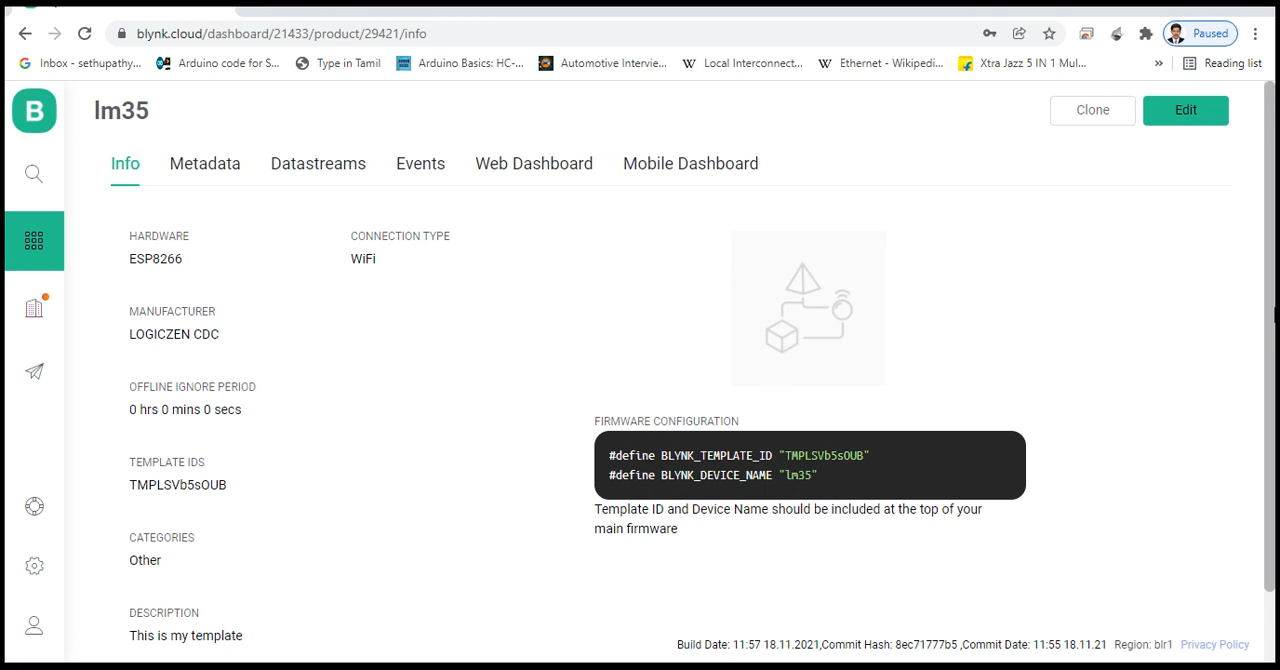 blynk.cloud/dashboard/21433/product/29421/info
Paused
Inbox - sethupathy...
Arduino code for S...
Type in Tamil
Arduino Basics: HC-...
Automotive Intervie...
Local Interconnect...
Ethernet - Wikipedi...
Xtra Jazz 5 IN 1 Mul...
»
Reading list
B
lm35
Clone
Edit
Info
Metadata
Datastreams
Events
Web Dashboard
Mobile Dashboard
HARDWARE
ESP8266
CONNECTION TYPE
WiFi
MANUFACTURER
LOGICZEN CDC
OFFLINE IGNORE PERIOD
0 hrs 0 mins 0 secs
TEMPLATE IDS
TMPLSVb5sOUB
CATEGORIES
Other
DESCRIPTION
This is my template
FIRMWARE CONFIGURATION
#define BLYNK_TEMPLATE_ID "TMPLSVb5sOUB"
#define BLYNK_DEVICE_NAME "lm35"
Template ID and Device Name should be included at the top of your
main firmware
Build Date: 11:57 18.11.2021,Commit Hash: 8ec71777b5 ,Commit Date: 11:55 18.11.21
Region: blr1
Privacy Policy